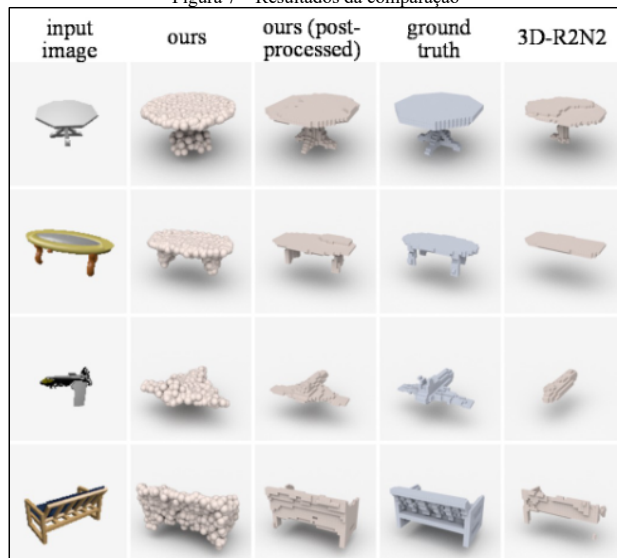 Figura 7 – Resultados da comparação
input image
ours
ours (post-processed)
ground truth
3D-R2N2